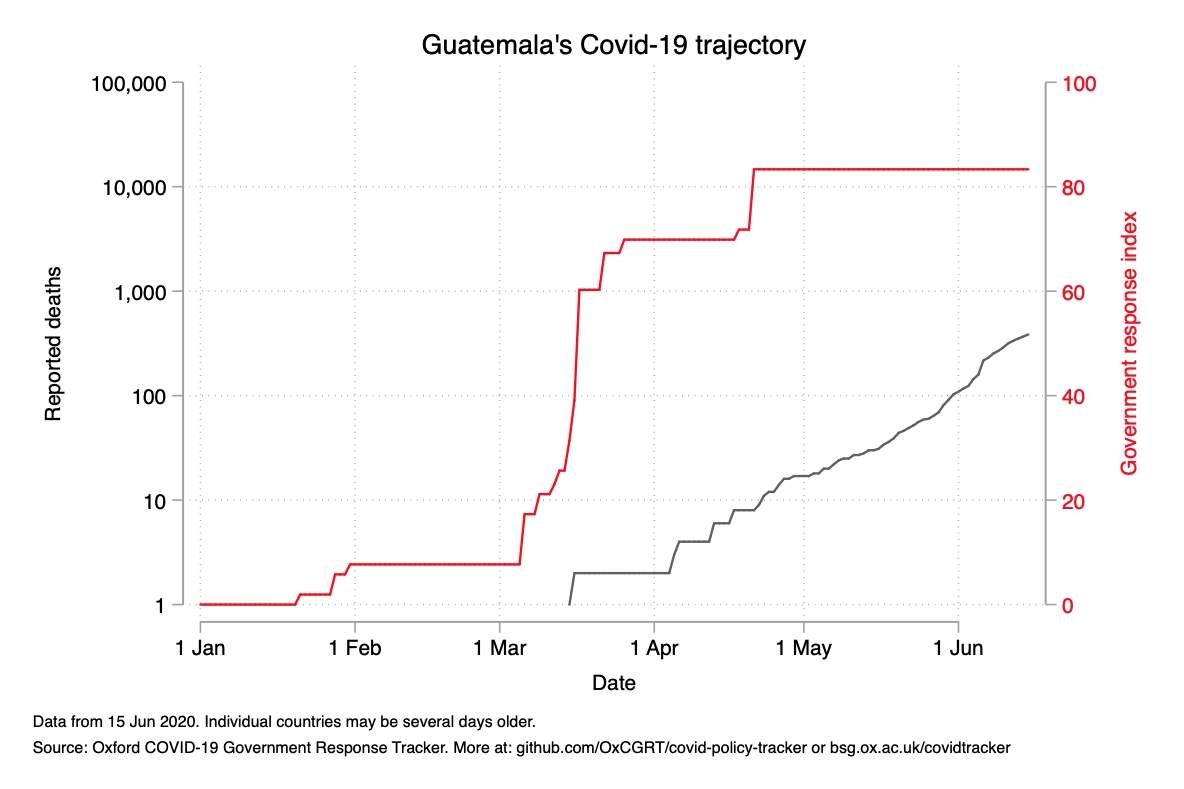 Guatemala's Covid-19 trajectory
100,000
10,000
1,000
100
10
1
Reported deaths
100
80
60
40
20
0
Government response index
1 Jan
1 Feb
1 Mar
1 Apr
1 May
1 Jun
Date
Data from 15 Jun 2020. Individual countries may be several days older.
Source: Oxford COVID-19 Government Response Tracker. More at: github.com/OxCGRT/covid-policy-tracker or bsg.ox.ac.uk/covidtracker